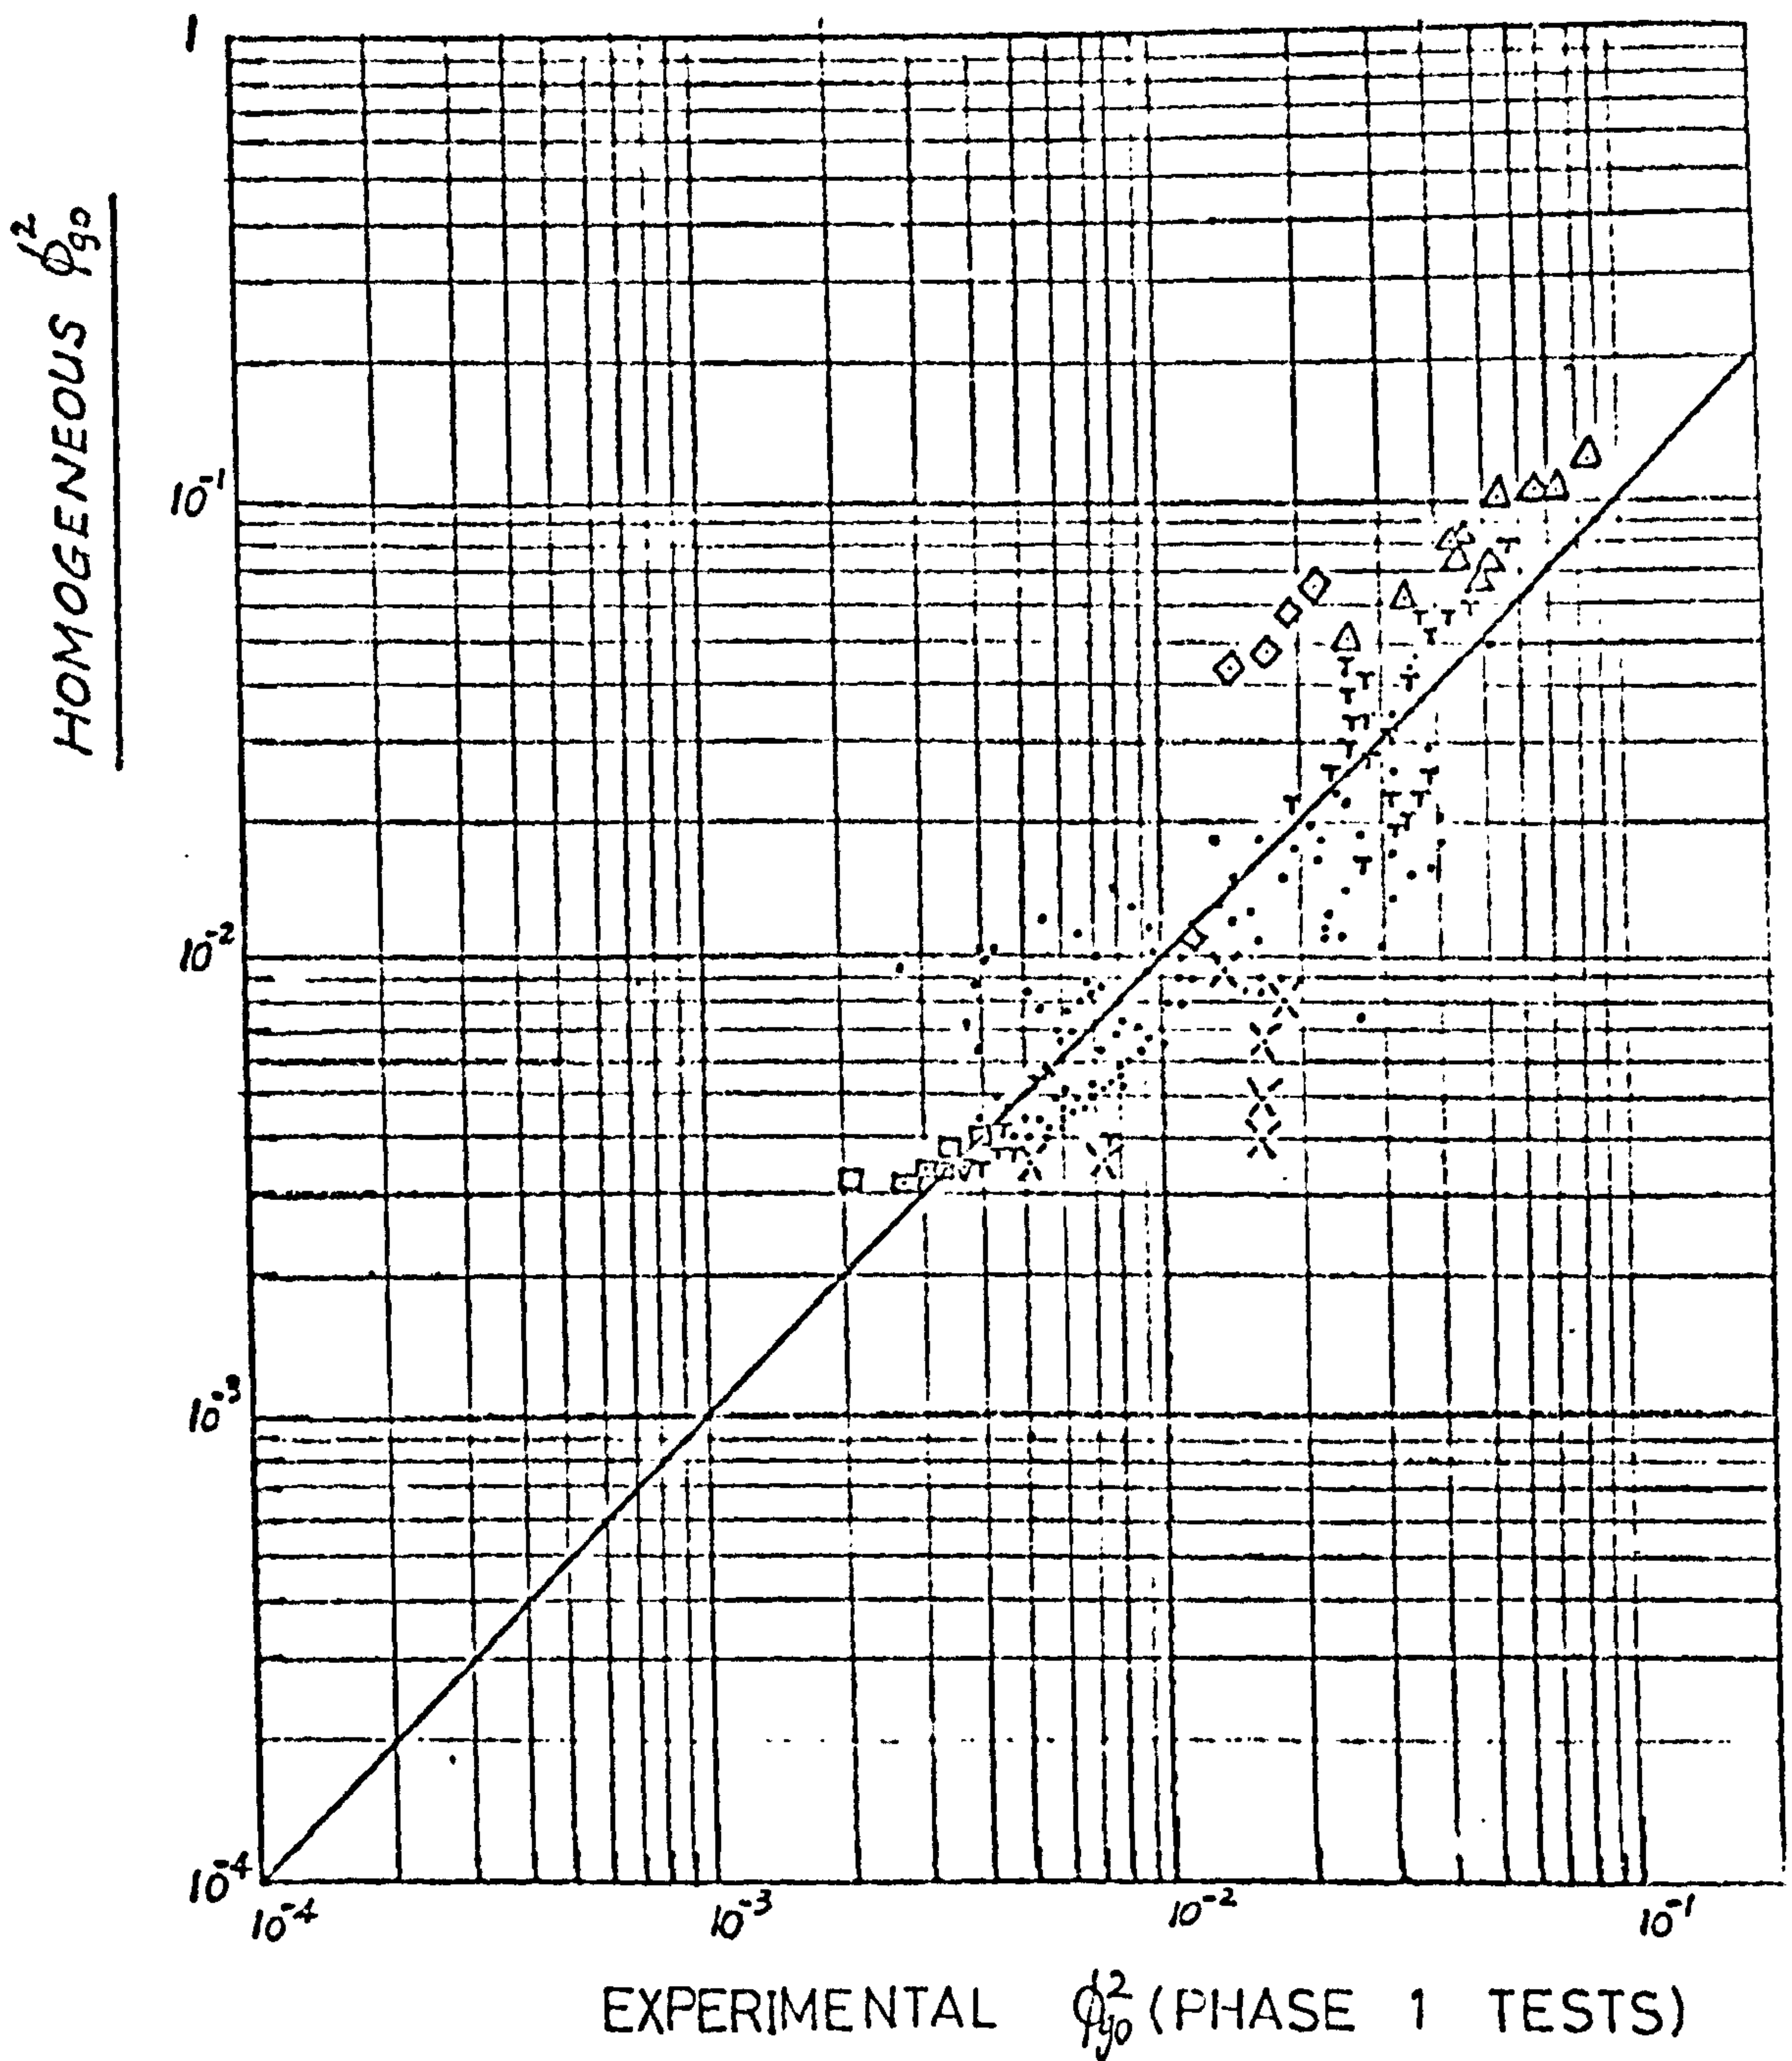 HOMOGENEOUS ϕ²go
1
10⁻¹
10⁻²
10⁻³
10⁻⁴
10⁻⁴ 10⁻³ 10⁻² 10⁻¹
EXPERIMENTAL ϕ²go (PHASE 1 TESTS)